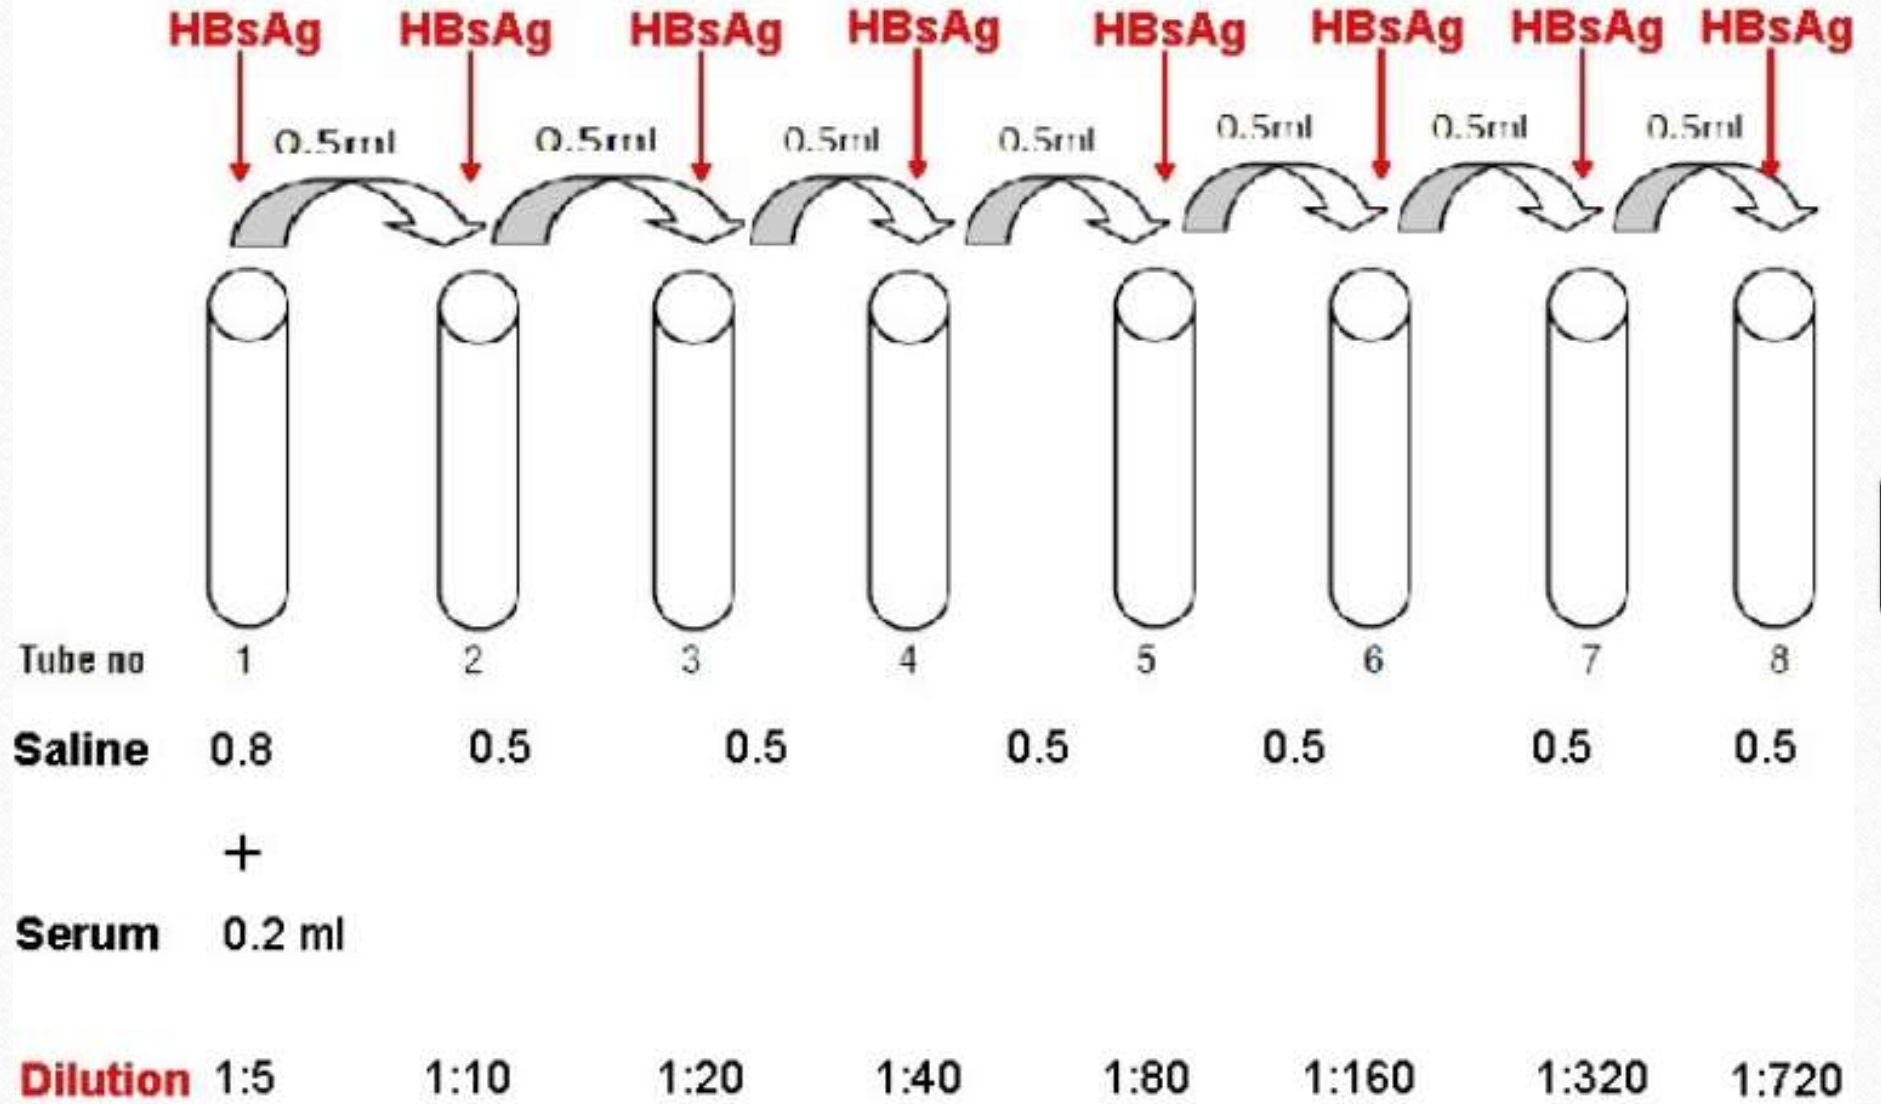 HBsAg HBsAg HBsAg HBsAg HBsAg HBsAg HBsAg HBsAg
0.5ml 0.5ml 0.5ml 0.5ml 0.5ml 0.5ml 0.5ml
Tube no 1 2 3 4 5 6 7 8
Saline 0.8 0.5 0.5 0.5 0.5 0.5 0.5
+
Serum 0.2 ml
Dilution 1:5 1:10 1:20 1:40 1:80 1:160 1:320 1:720